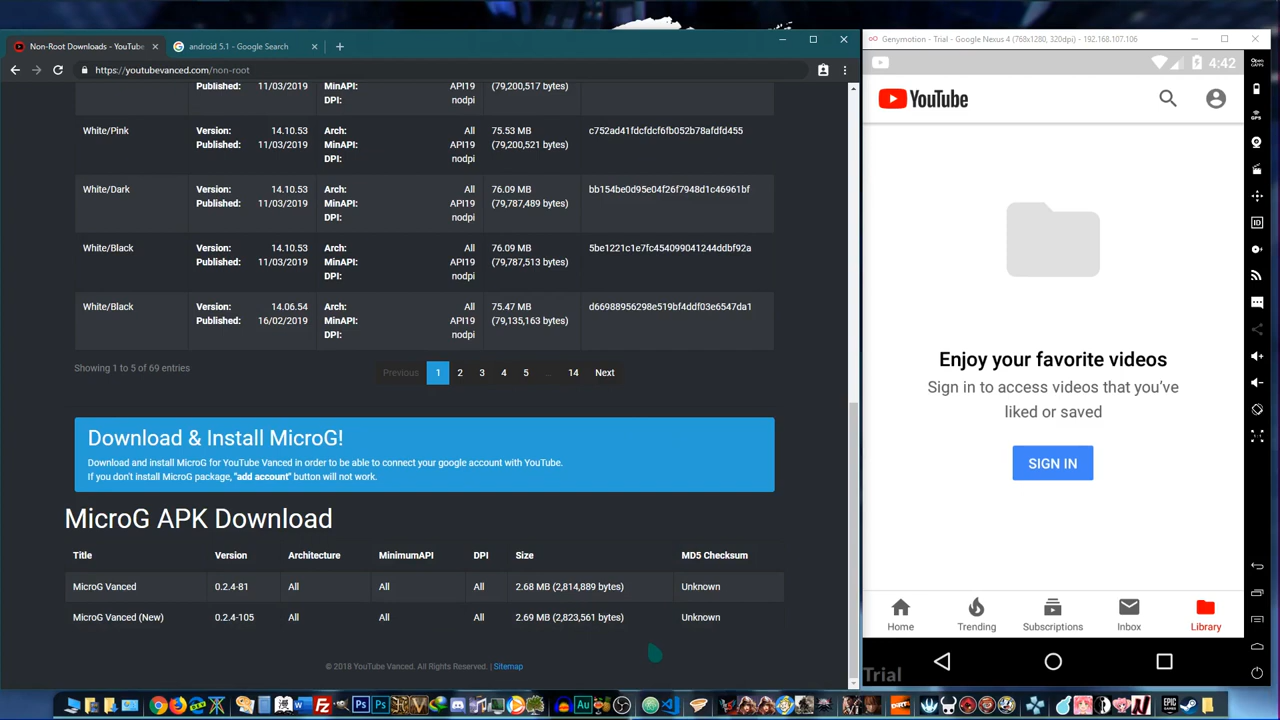 Non-Root Downloads - YouTube
android 5.1 - Google Search
https://youtubevanced.com/non-root
Published: 11/03/2019
MinAPI: API19
DPI: nodpi
(79,200,517 bytes)
White/Pink
Version: 14.10.53
Published: 11/03/2019
Arch: All
MinAPI: API19
DPI: nodpi
75.53 MB
(79,200,521 bytes)
c752ad41fdcfdcf6fb052b78afdfd455
White/Dark
Version: 14.10.53
Published: 11/03/2019
Arch: All
MinAPI: API19
DPI: nodpi
76.09 MB
(79,787,489 bytes)
bb154be0d95e04f26f7948d1c46961bf
White/Black
Version: 14.10.53
Published: 11/03/2019
Arch: All
MinAPI: API19
DPI: nodpi
76.09 MB
(79,787,513 bytes)
5be1221c1e7fc454099041244ddbf92a
White/Black
Version: 14.06.54
Published: 16/02/2019
Arch: All
MinAPI: API19
DPI: nodpi
75.47 MB
(79,135,163 bytes)
d66988956298e519bf4ddf03e6547da1
Showing 1 to 5 of 69 entries
Previous 1 2 3 4 5 … 14 Next
Download & Install MicroG!
Download and install MicroG for YouTube Vanced in order to be able to connect your google account with YouTube.
If you don't install MicroG package, "add account" button will not work.
MicroG APK Download
Title Version Architecture MinimumAPI DPI Size MD5 Checksum
MicroG Vanced 0.2.4-81 All All All 2.68 MB (2,814,889 bytes) Unknown
MicroG Vanced (New) 0.2.4-105 All All All 2.69 MB (2,823,561 bytes) Unknown
© 2018 YouTube Vanced. All Rights Reserved. | Sitemap
Genymotion - Trial - Google Nexus 4 (768x1280, 320dpi) - 192.168.107.106
4:42
YouTube
Enjoy your favorite videos
Sign in to access videos that you've
liked or saved
SIGN IN
Home Trending Subscriptions Inbox Library
Trial
GPS
ID